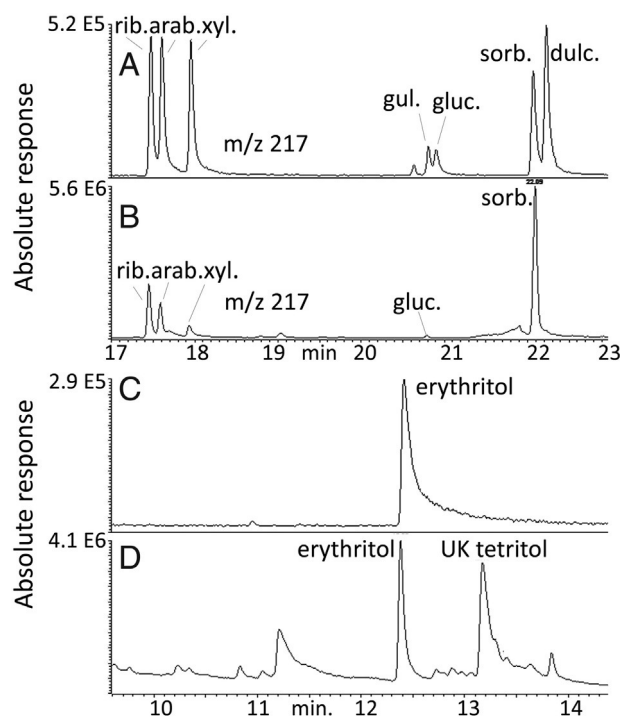 5.2 E5
rib.arab.xyl.
A
m/z 217
gul. gluc.
sorb. dulc.
Absolute response
5.6 E6
22.09
B
sorb.
rib.arab.xyl.
m/z 217
gluc.
17 18 19 min 20 21 22 23
2.9 E5
C
erythritol
Absolute response
4.1 E6
D
erythritol UK tetritol
10 11 min. 12 13 14